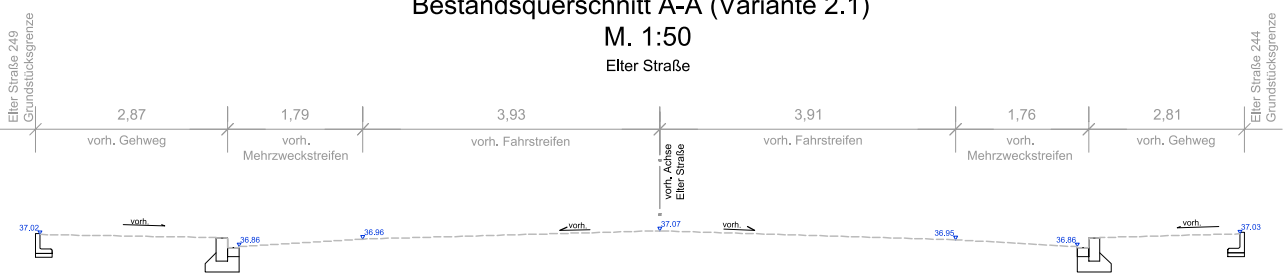 Bestandsquerschnitt A-A (Variante 2.1)
M. 1:50
Elter Straße
Elter Straße 249
Grundstücksgrenze
Elter Straße 244
Grundstücksgrenze
2,87
1,79
3,93
3,91
1,76
2,81
vorh. Gehweg
vorh.
Mehrzweckstreifen
vorh. Fahrstreifen
vorh. Fahrstreifen
vorh.
Mehrzweckstreifen
vorh. Gehweg
vorh. Achse
Elter Straße
37.02
vorh.
36.86
36.96
vorh.
37.07
vorh.
36.95
36.86
vorh.
37.03